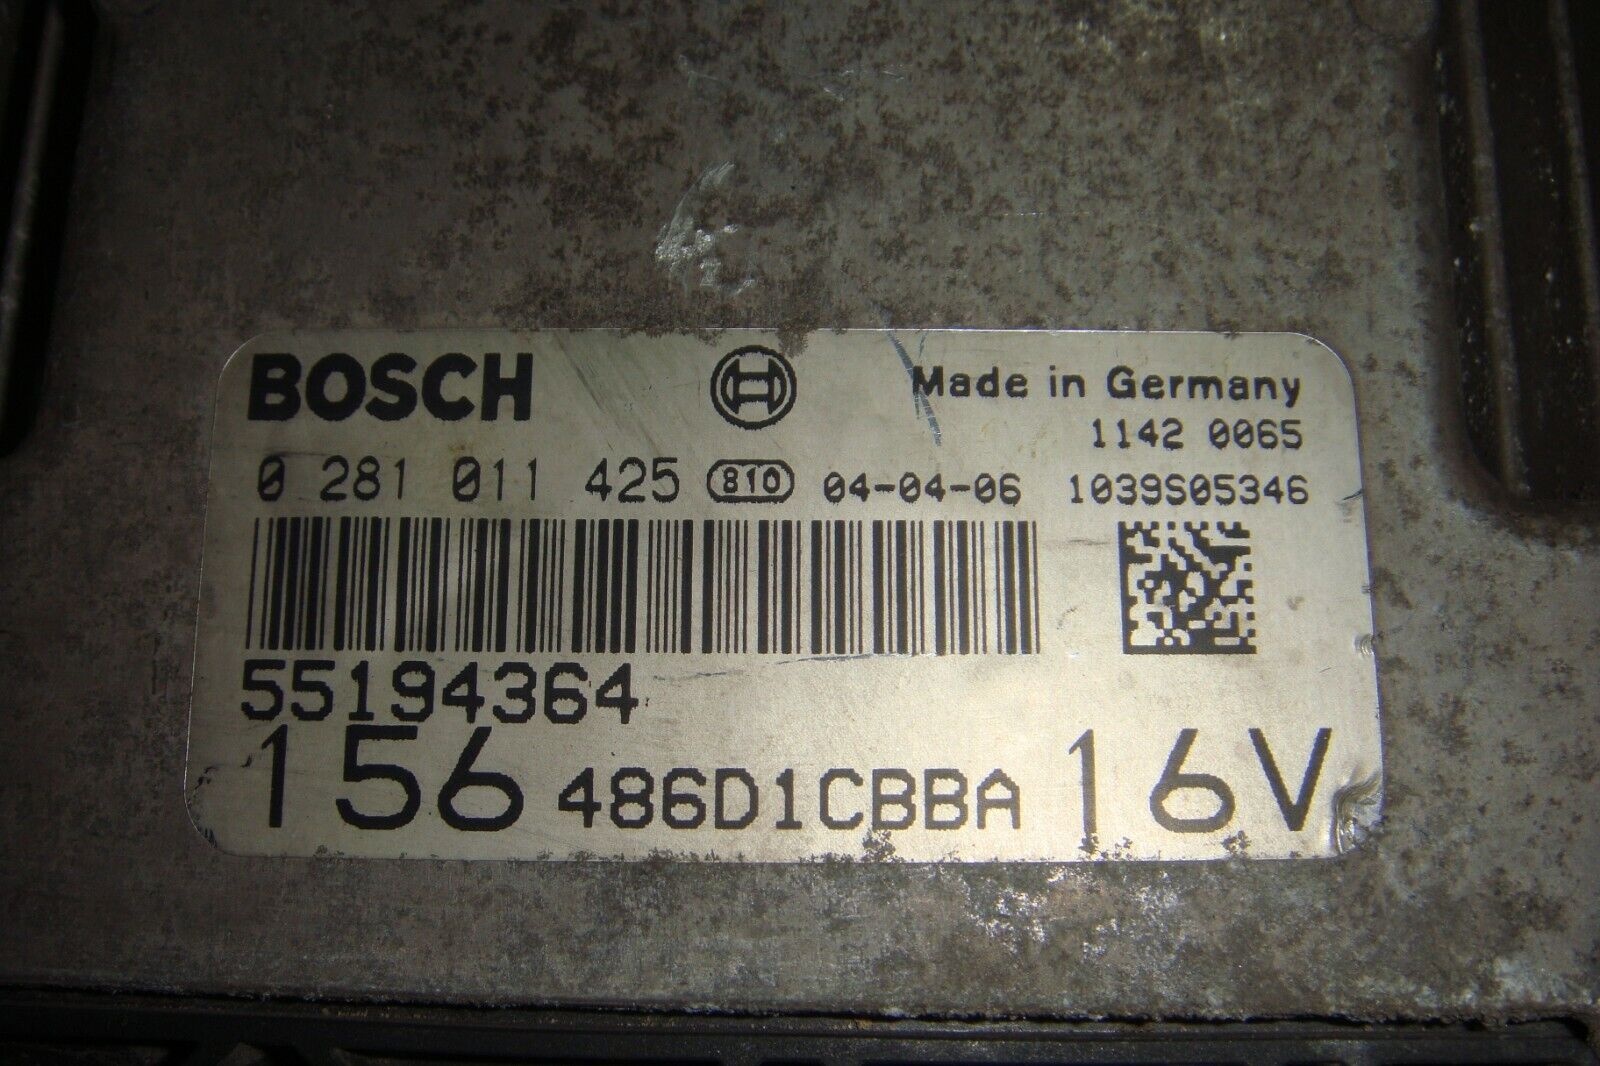 BOSCH Made in Germany
1142 0065
0 281 011 425 810 04-04-06 1039S05346
55194364
156 486D1CBBA 16V